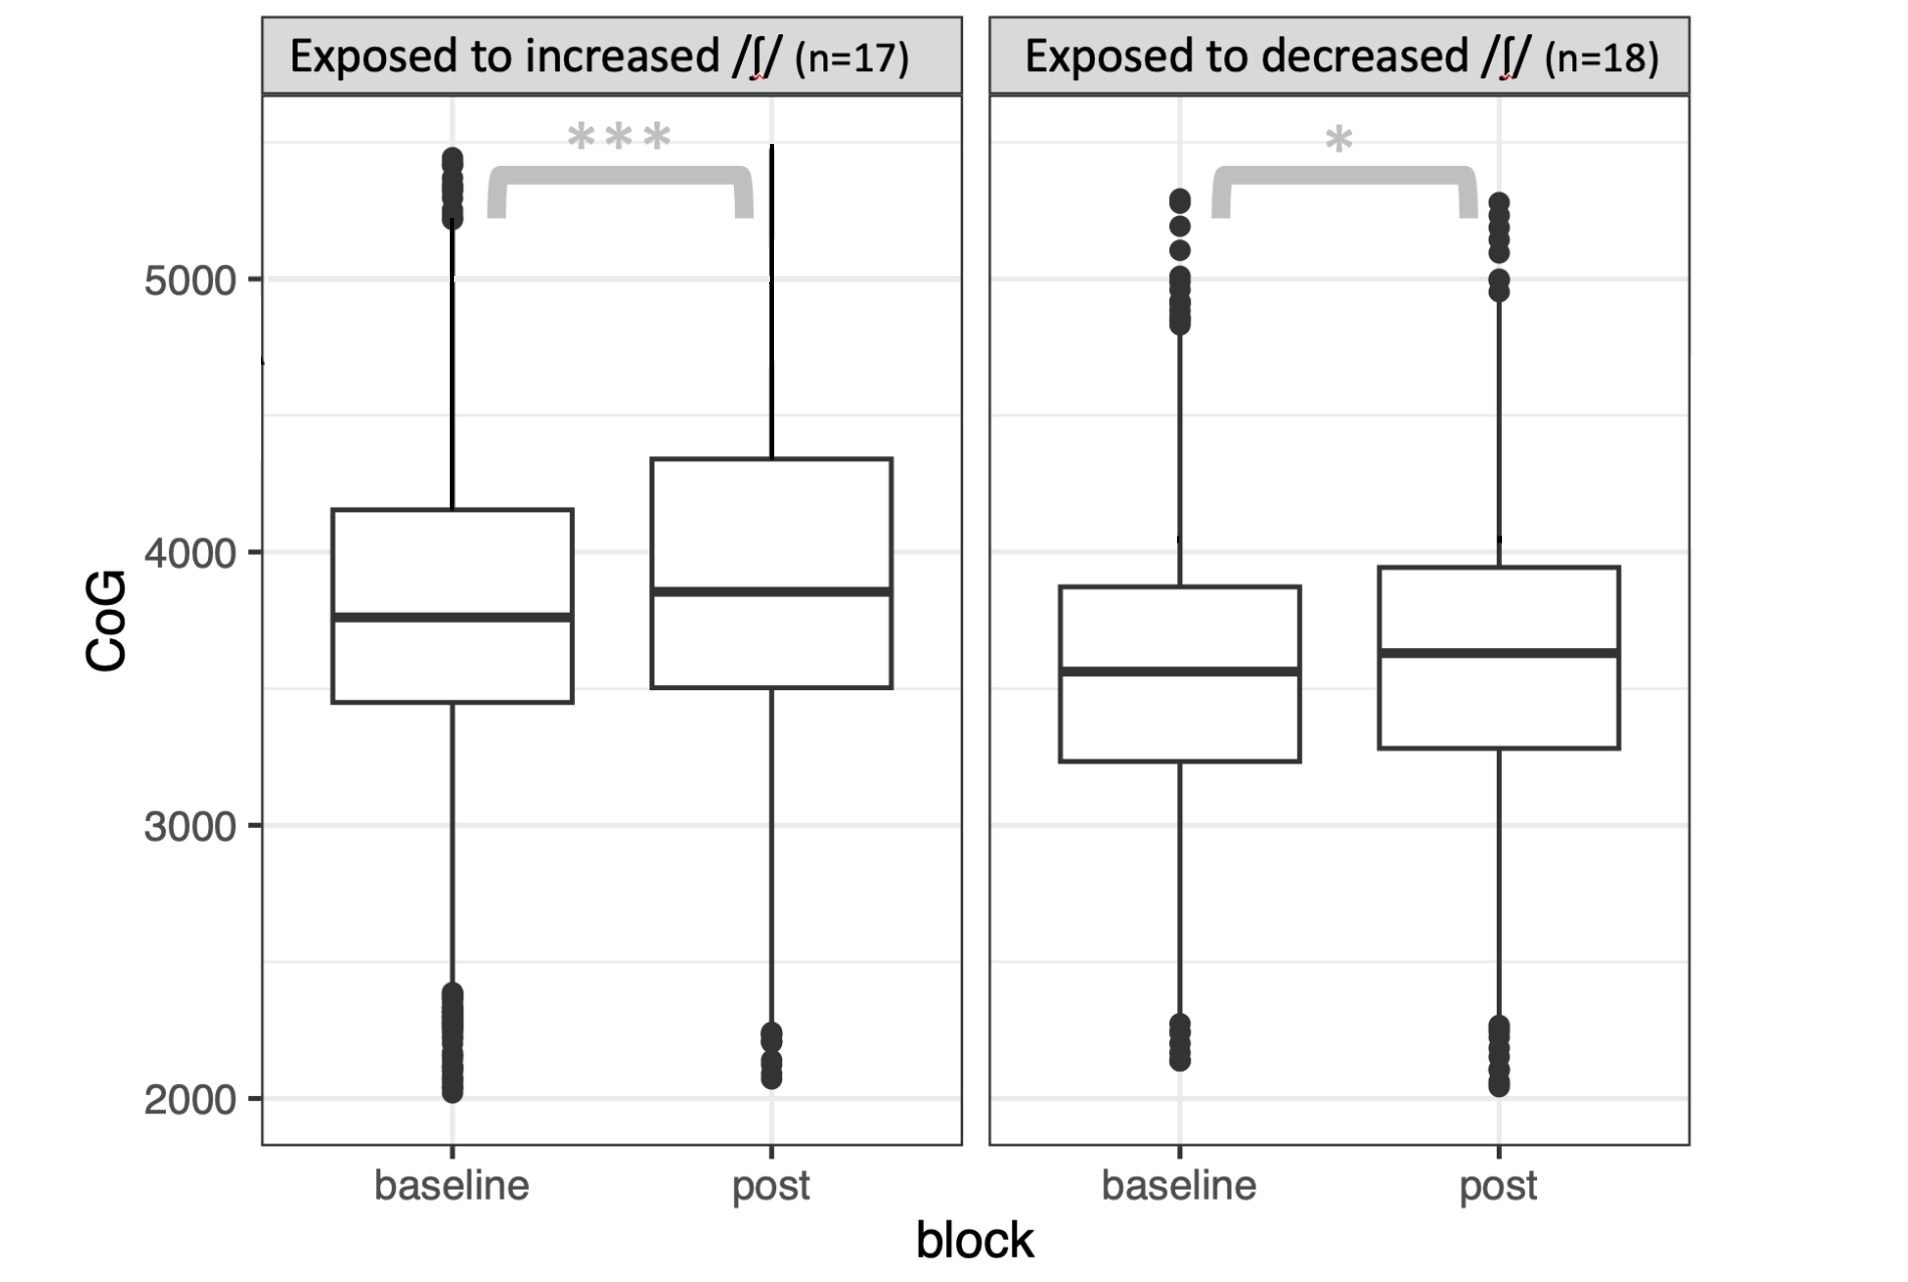 Exposed to increased /ʃ/ (n=17)
Exposed to decreased /ʃ/ (n=18)
***
*
5000
4000
3000
2000
CoG
baseline
post
baseline
post
block